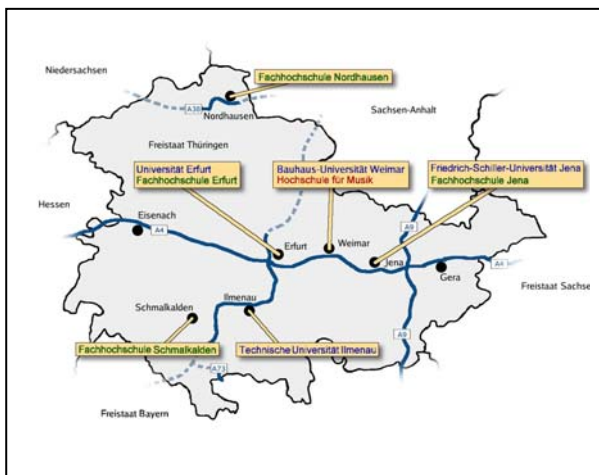 Niedersachsen
Fachhochschule Nordhausen
A38
Nordhausen
Sachsen-Anhalt
Freistaat Thüringen
Universität Erfurt
Fachhochschule Erfurt
Bauhaus-Universität Weimar
Hochschule für Musik
Friedrich-Schiller-Universität Jena
Fachhochschule Jena
Hessen
Eisenach
A4
A9
Erfurt
Weimar
Jena
A4
Gera
Freistaat Sachse
Schmalkalden
Ilmenau
A9
Fachhochschule Schmalkalden
Technische Universität Ilmenau
A73
Freistaat Bayern